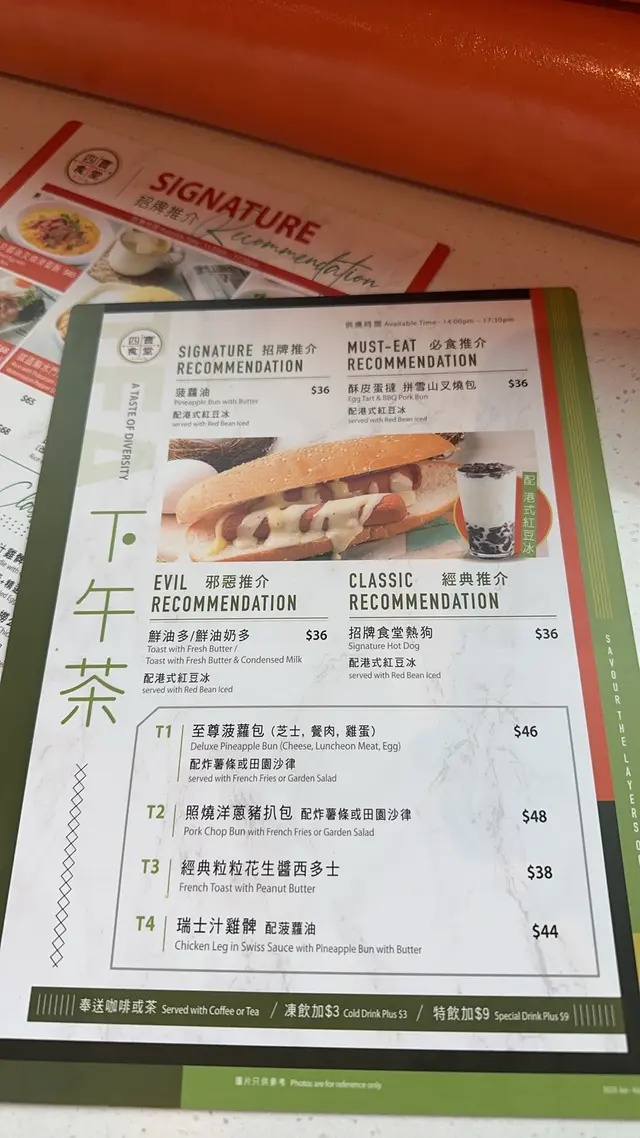 四寶
食堂
SIGNATURE
招牌推介
Recommendation
$65
供應時間 Available Time : 14:00pm - 17:30pm
四寶
食堂
A TASTE OF DIVERSITY
下午茶
SIGNATURE 招牌推介
RECOMMENDATION
菠蘿油 $36
Pineapple Bun with Butter
配港式紅豆冰
served with Red Bean Iced
MUST-EAT 必食推介
RECOMMENDATION
酥皮蛋撻 拼雪山叉燒包 $36
Egg Tart & BBQ Pork Bun
配港式紅豆冰
served with Red Bean Iced
配港式紅豆冰
EVIL 邪惡推介
RECOMMENDATION
鮮油多/鮮油奶多 $36
Toast with Fresh Butter /
Toast with Fresh Butter & Condensed Milk
配港式紅豆冰
served with Red Bean Iced
CLASSIC 經典推介
RECOMMENDATION
招牌食堂熱狗 $36
Signature Hot Dog
配港式紅豆冰
served with Red Bean Iced
T1 至尊菠蘿包 (芝士, 餐肉, 雞蛋) $46
Deluxe Pineapple Bun (Cheese, Luncheon Meat, Egg)
配炸薯條或田園沙律
served with French Fries or Garden Salad
T2 照燒洋蔥豬扒包 配炸薯條或田園沙律 $48
Pork Chop Bun with French Fries or Garden Salad
T3 經典粒粒花生醬西多士 $38
French Toast with Peanut Butter
T4 瑞士汁雞髀 配菠蘿油 $44
Chicken Leg in Swiss Sauce with Pineapple Bun with Butter
奉送咖啡或茶 Served with Coffee or Tea / 凍飲加$3 Cold Drink Plus $3 / 特飲加$9 Special Drink Plus $9
圖片只供參考 Photos are for reference only
SAVOUR THE LAYERS